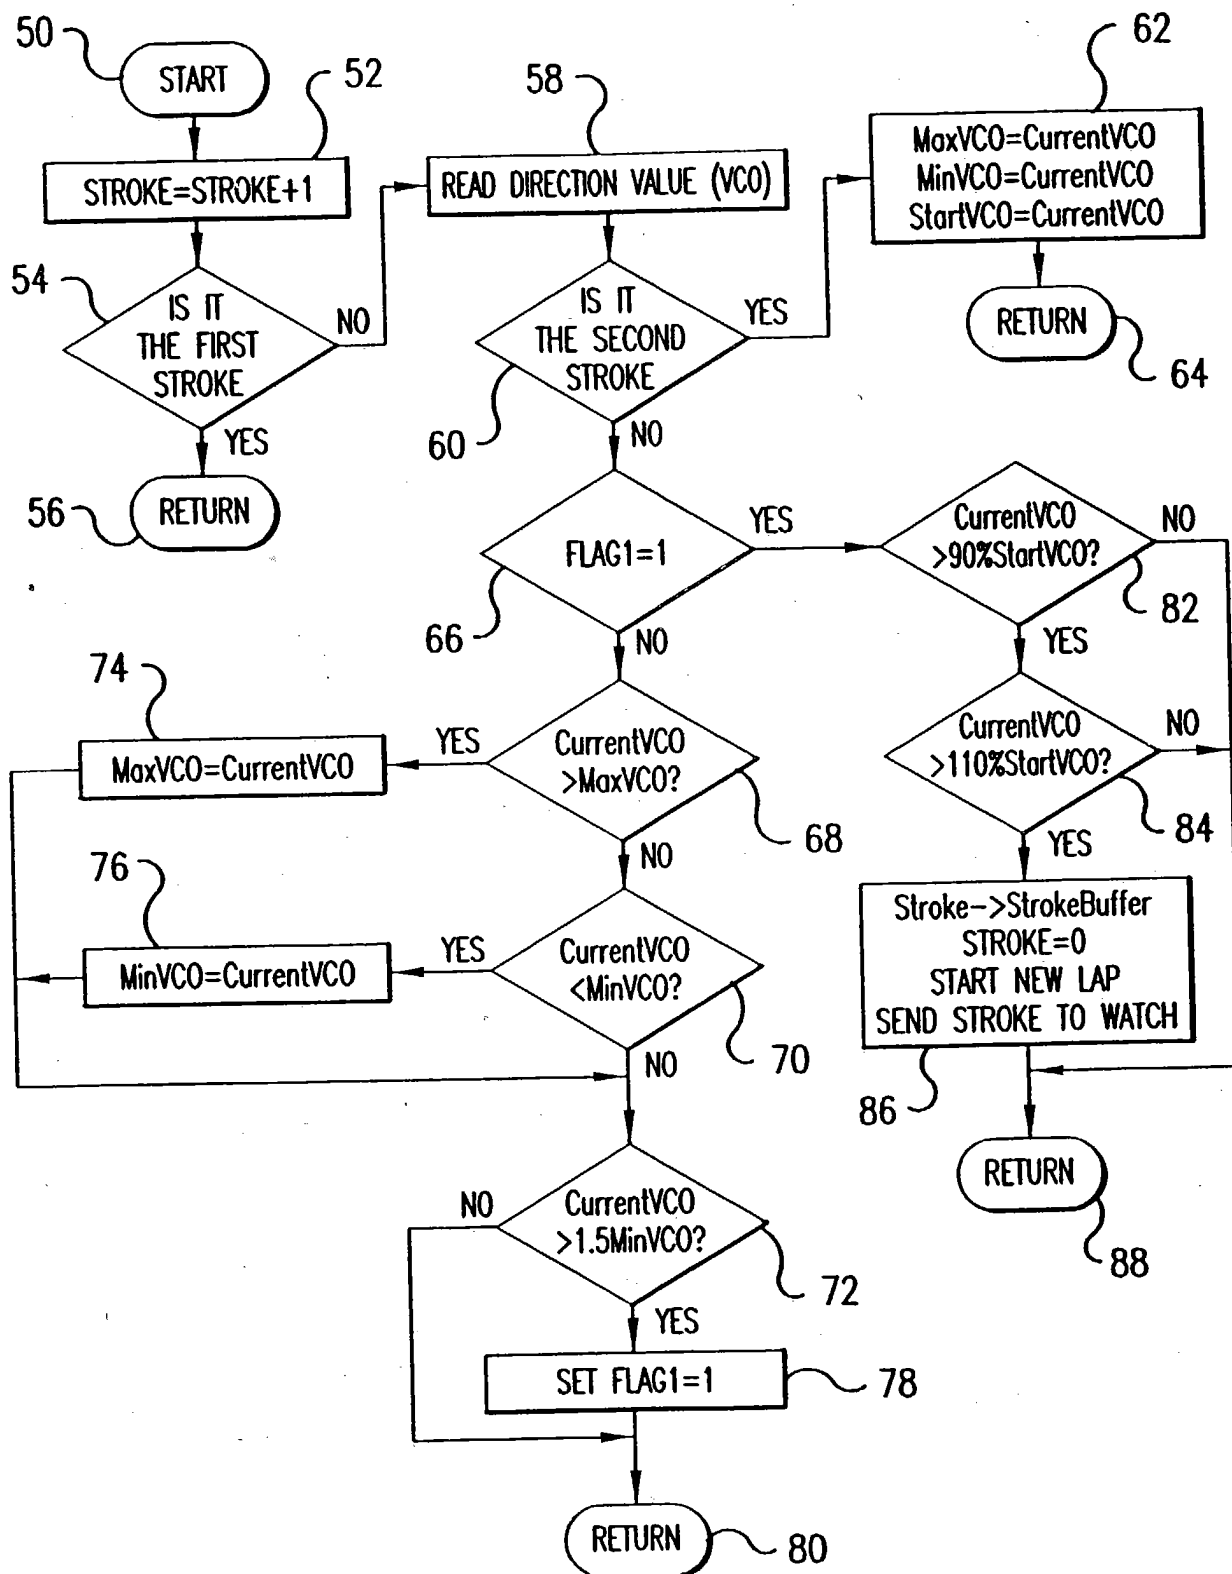 50
START
52
STROKE=STROKE+1
54
IS IT
THE FIRST
STROKE
NO
YES
RETURN
56
58
READ DIRECTION VALUE (VCO)
IS IT
THE SECOND
STROKE
YES
60
NO
62
MaxVCO=CurrentVCO
MinVCO=CurrentVCO
StartVCO=CurrentVCO
RETURN
64
FLAG1=1
YES
66
NO
CurrentVCO
>90%StartVCO?
NO
82
YES
CurrentVCO
>110%StartVCO?
NO
84
YES
74
MaxVCO=CurrentVCO
YES
CurrentVCO
>MaxVCO?
68
NO
76
MinVCO=CurrentVCO
YES
CurrentVCO
<MinVCO?
70
NO
Stroke->StrokeBuffer
STROKE=0
START NEW LAP
SEND STROKE TO WATCH
86
RETURN
88
NO
CurrentVCO
>1.5MinVCO?
72
YES
SET FLAG1=1
78
RETURN
80